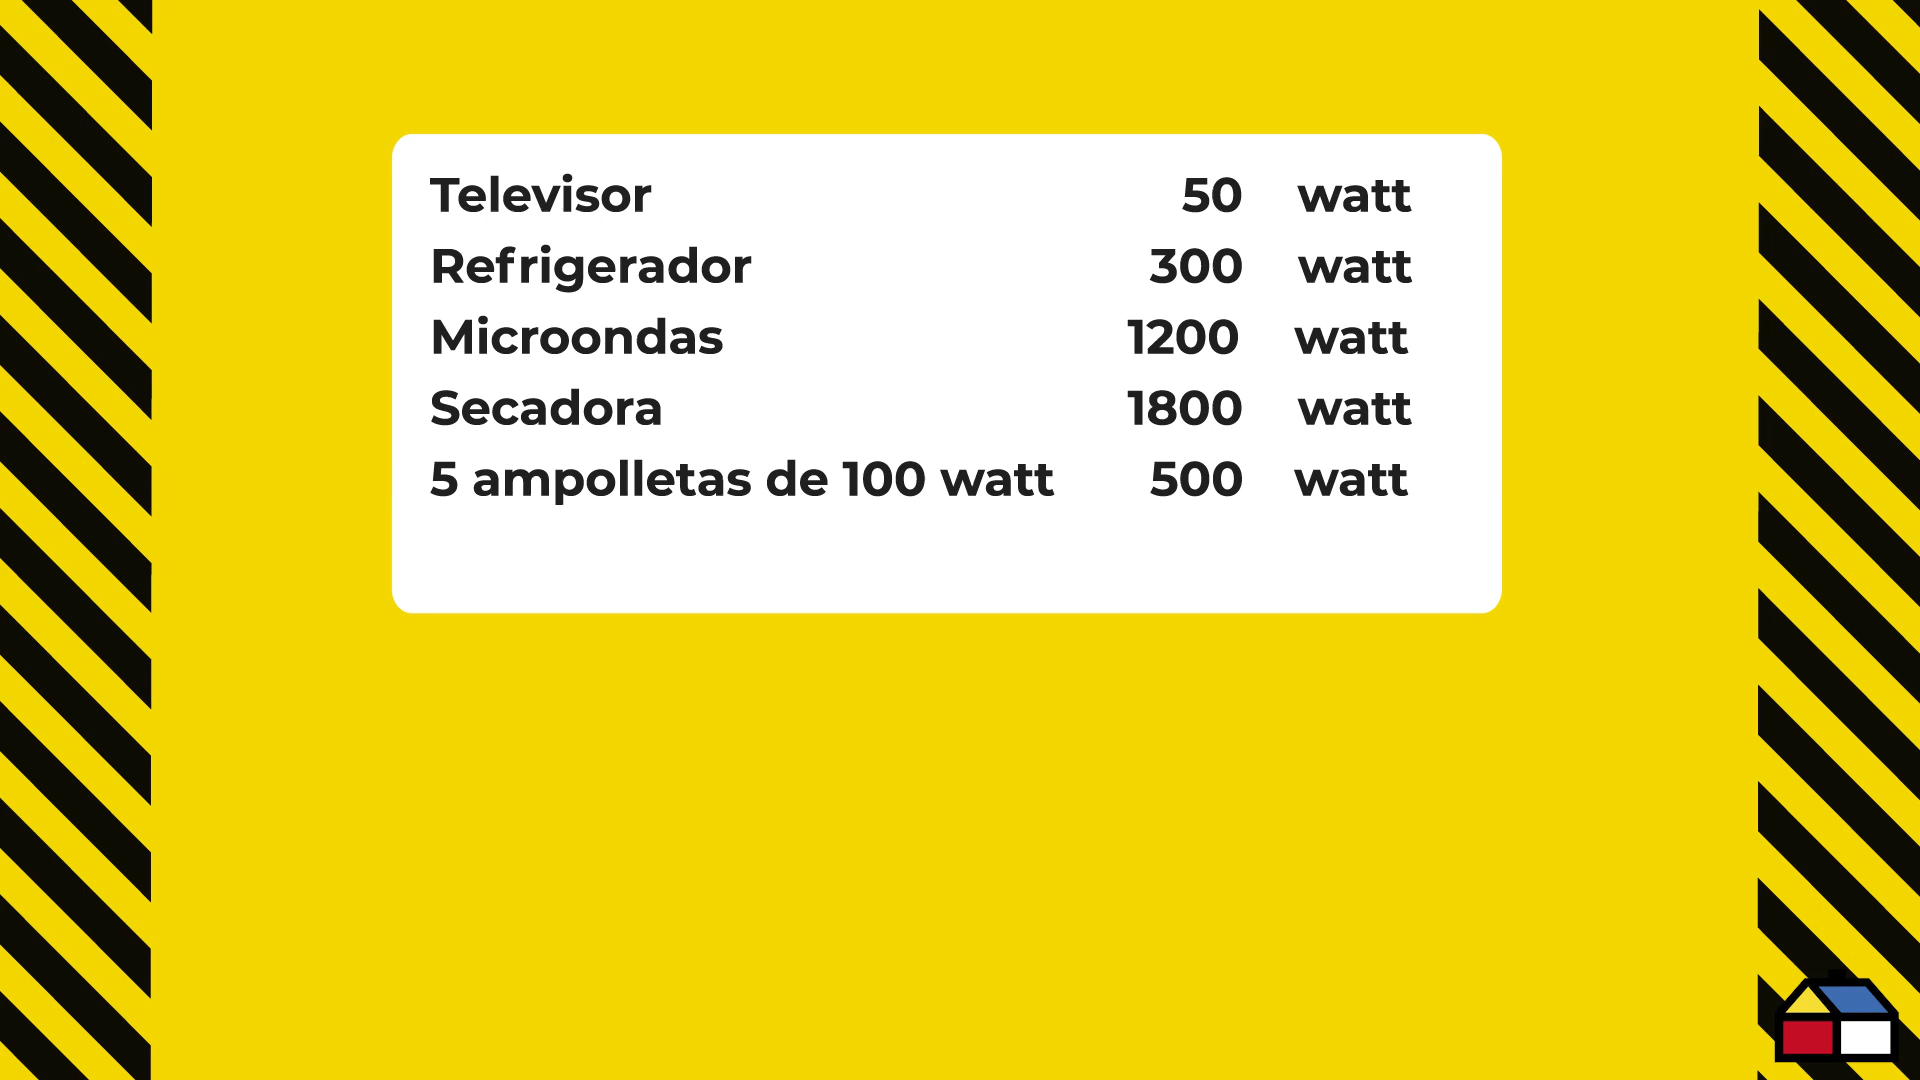 Televisor 50 watt
Refrigerador 300 watt
Microondas 1200 watt
Secadora 1800 watt
5 ampolletas de 100 watt 500 watt